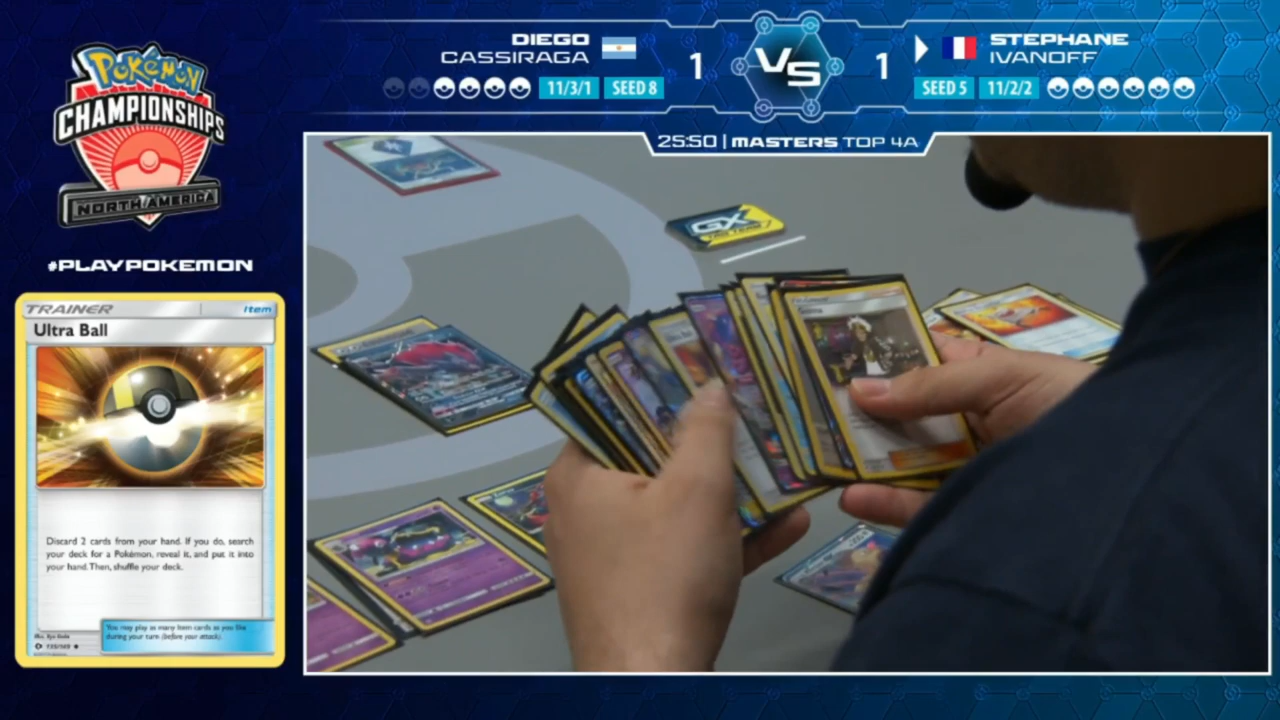 Pokémon
CHAMPIONSHIPS
NORTH AMERICA
#PLAYPOKEMON
DIEGO
CASSIRAGA
1
11/3/1
SEED 8
VS
1
STEPHANE
IVANOFF
SEED 5
11/2/2
25:50 | MASTERS TOP 4A
TRAINER
Item
Ultra Ball
Discard 2 cards from your hand. If you do, search
your deck for a Pokémon, reveal it, and put it into
your hand. Then, shuffle your deck.
You may play as many Item cards as you like
during your turn (before your attack).
135/149
GX
Guzma